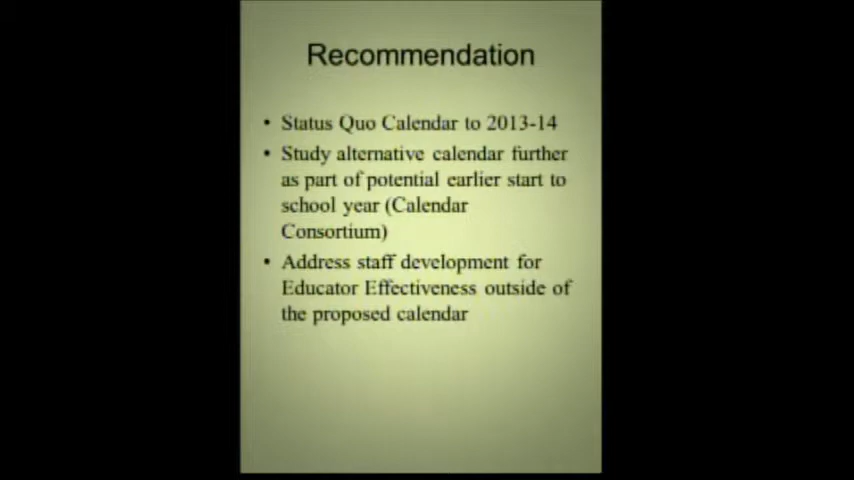 Recommendation
• Status Quo Calendar to 2013-14
• Study alternative calendar further
as part of potential earlier start to
school year (Calendar
Consortium)
• Address staff development for
Educator Effectiveness outside of
the proposed calendar